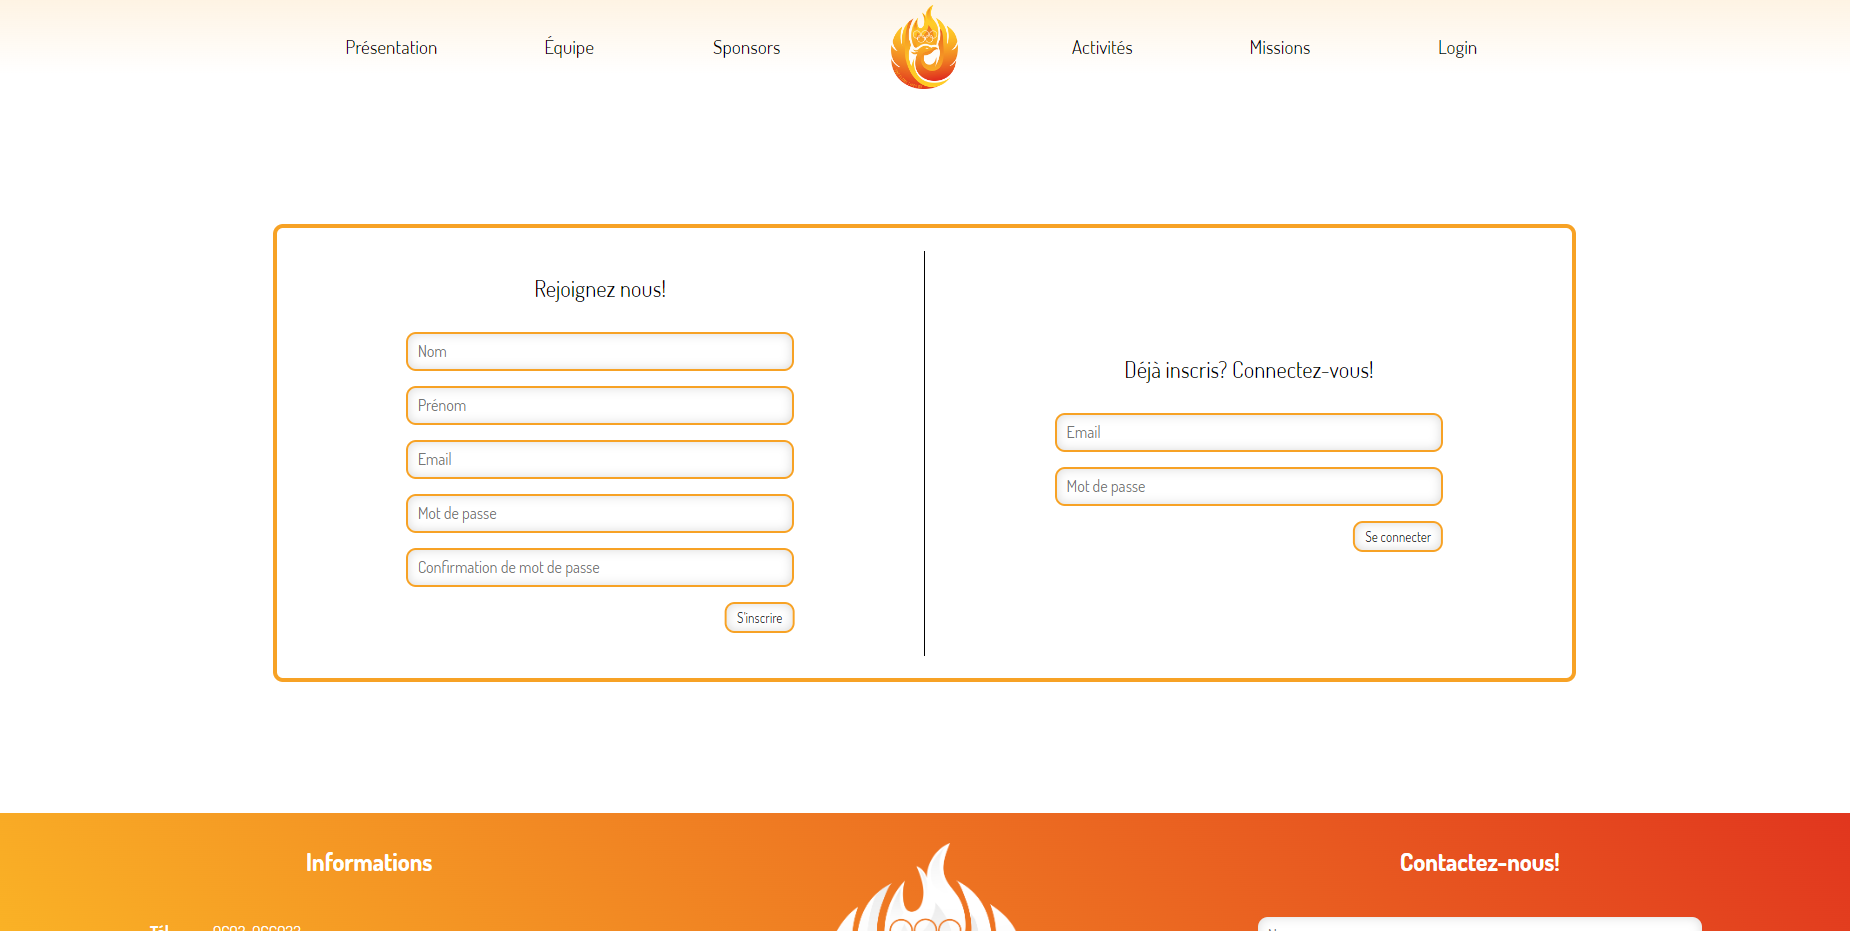 Présentation
Équipe
Sponsors
Activités
Missions
Login
Rejoignez nous!
Nom
Prénom
Email
Mot de passe
Confirmation de mot de passe
S'inscrire
Déjà inscris? Connectez-vous!
Email
Mot de passe
Se connecter
Informations
Contactez-nous!